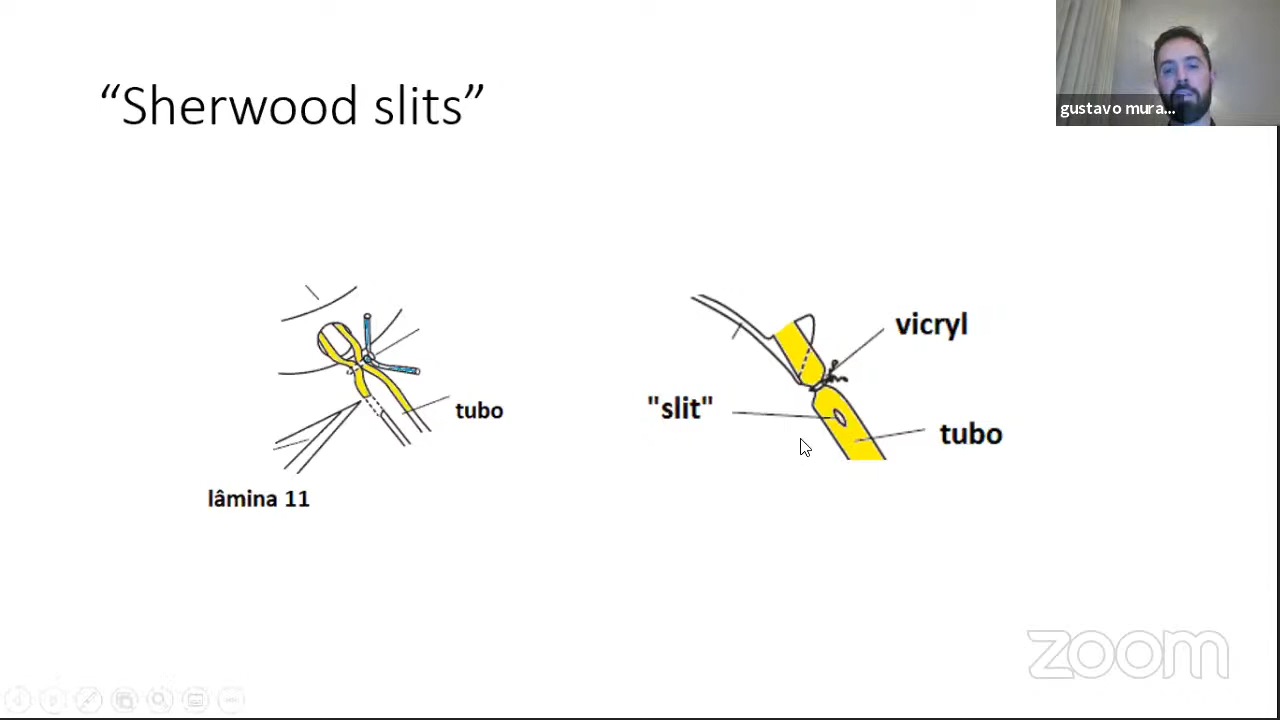 “Sherwood slits”
gustavo mura...
vicryl
"slit"
tubo
tubo
lâmina 11
zoom